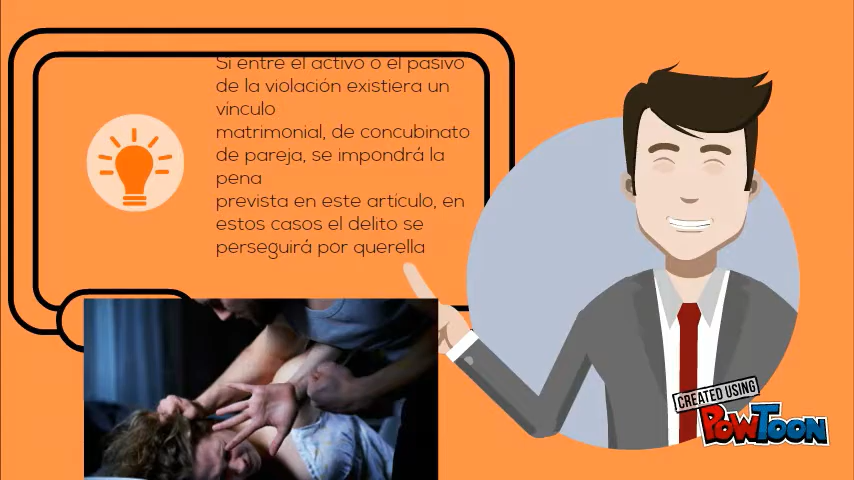 Si entre el activo o el pasivo
de la violación existiera un
vínculo
matrimonial, de concubinato
de pareja, se impondrá la
pena
prevista en este artículo, en
estos casos el delito se
perseguirá por querella
CREATED USING
POWTOON